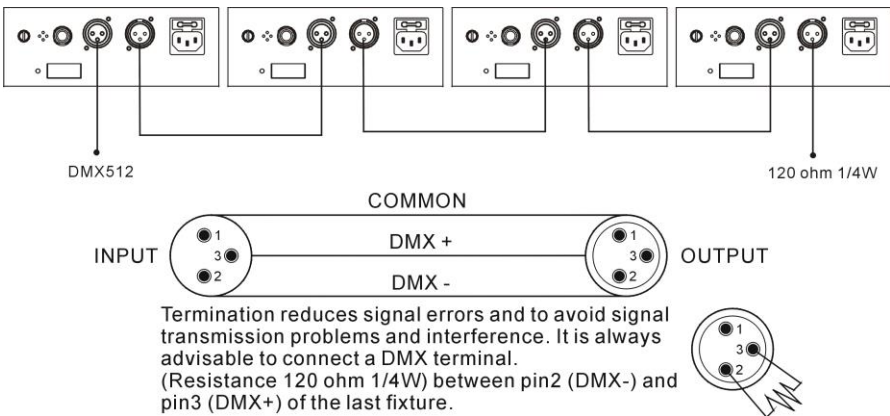 DMX512
120 ohm 1/4W
COMMON
INPUT
1
3
2
DMX +
DMX -
1
3
2
OUTPUT
Termination reduces signal errors and to avoid signal
transmission problems and interference. It is always
advisable to connect a DMX terminal.
(Resistance 120 ohm 1/4W) between pin2 (DMX-) and
pin3 (DMX+) of the last fixture.
1
3
2